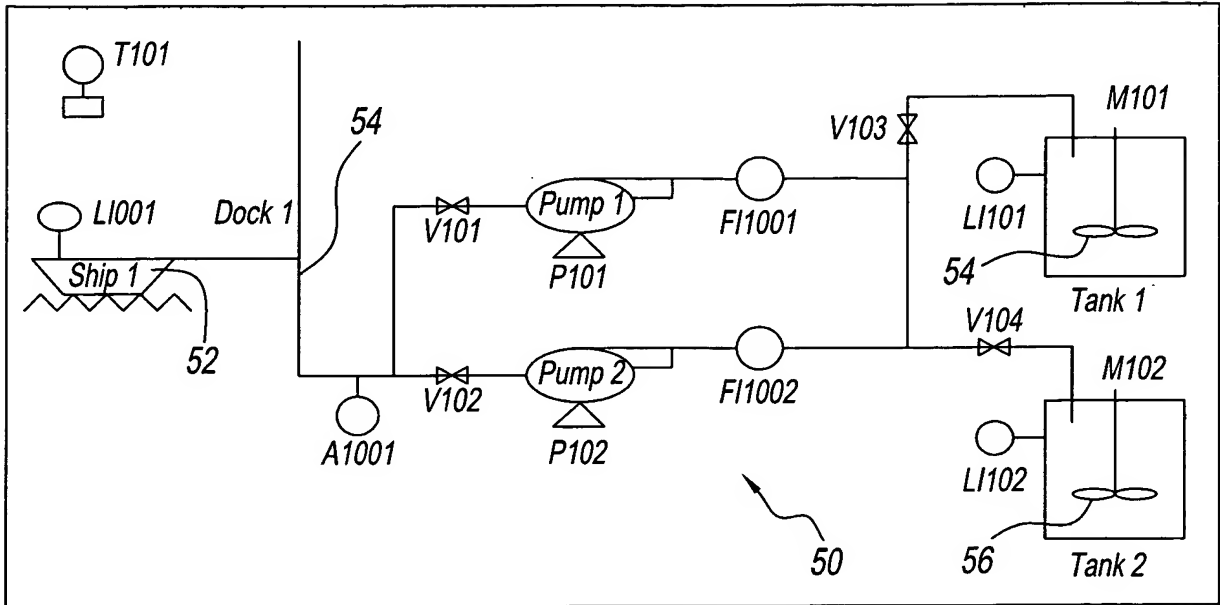 T101
54
M101
V103
LI001
Dock 1
Pump 1
LI101
V101
FI1001
Ship 1
P101
54
Tank 1
52
V104
Pump 2
M102
V102
FI1002
A1001
P102
LI102
50
56
Tank 2